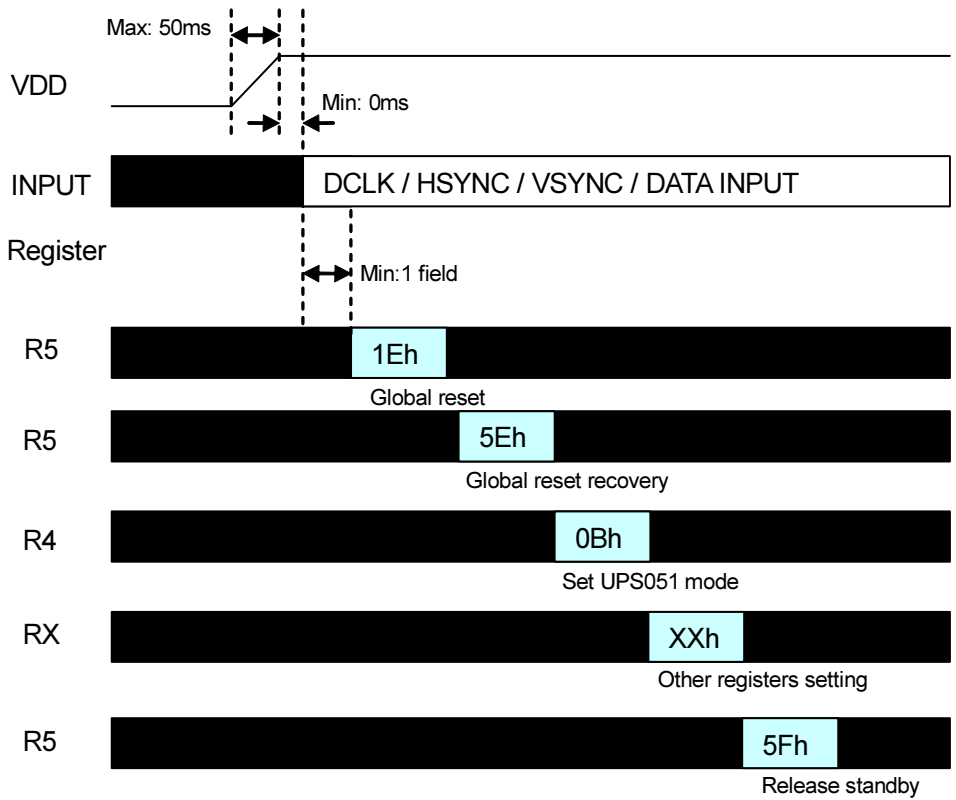 Max: 50ms
VDD
Min: 0ms
INPUT
DCLK / HSYNC / VSYNC / DATA INPUT
Register
Min:1 field
R5
1Eh
Global reset
R5
5Eh
Global reset recovery
R4
0Bh
Set UPS051 mode
RX
XXh
Other registers setting
R5
5Fh
Release standby